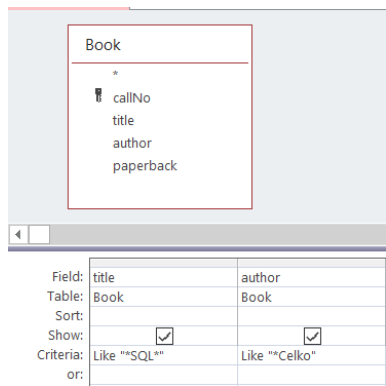 Book
*
callNo
title
author
paperback
Field: title author
Table: Book Book
Sort:
Show:
Criteria: Like "*SQL*" Like "*Celko"
or: